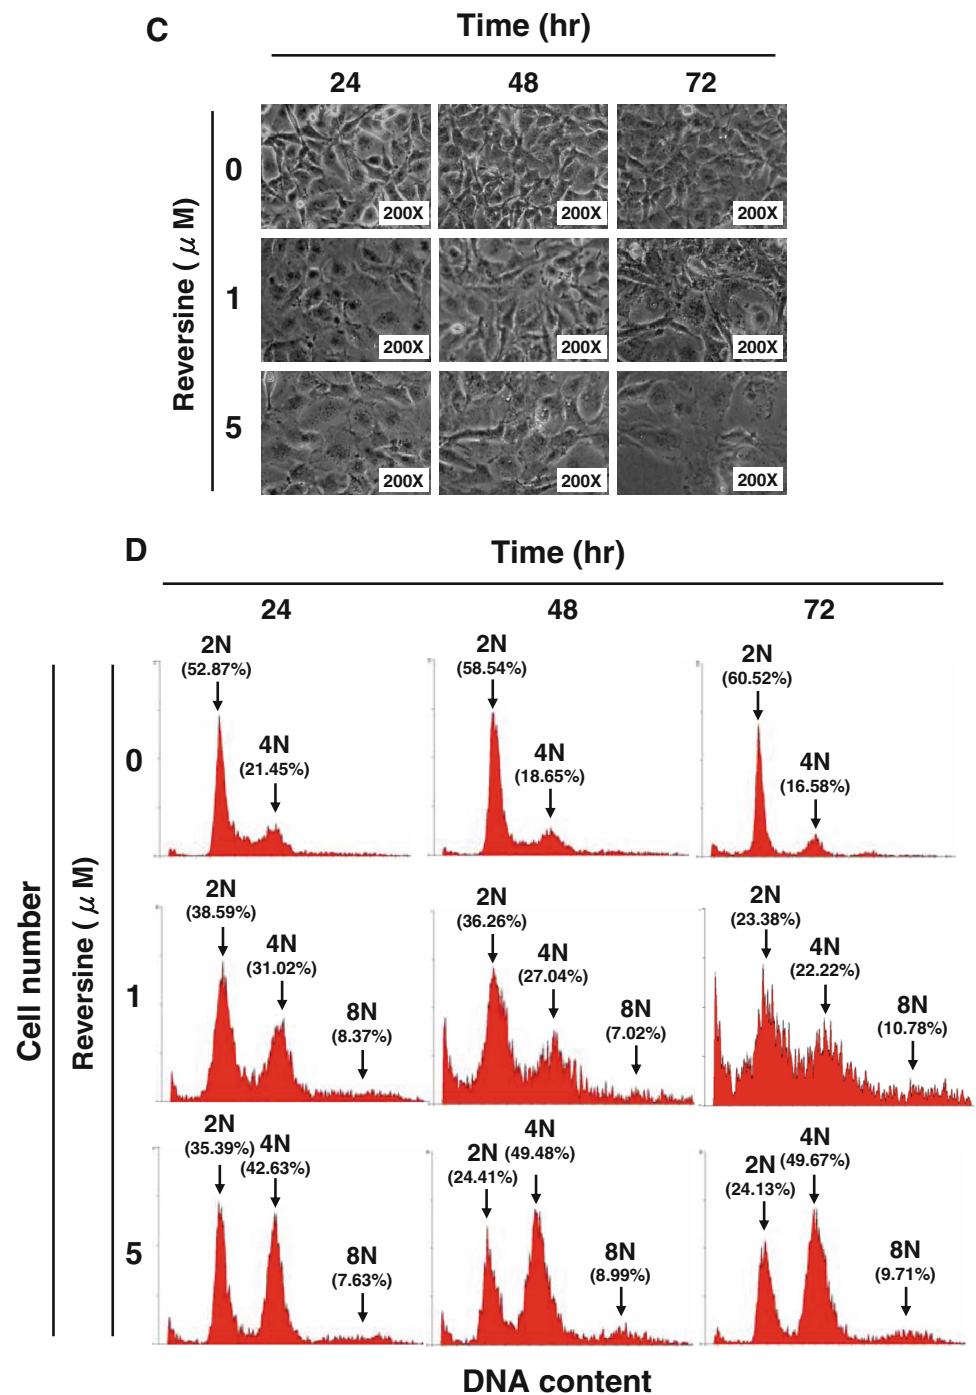 C
Time (hr)
24 48 72
Reversine ( μ M)
0
200X 200X 200X
1
200X 200X 200X
5
200X 200X 200X
D
Time (hr)
24 48 72
Cell number
Reversine ( μ M)
0
2N
(52.87%)
4N
(21.45%)
2N
(58.54%)
4N
(18.65%)
2N
(60.52%)
4N
(16.58%)
1
2N
(38.59%)
4N
(31.02%)
8N
(8.37%)
2N
(36.26%)
4N
(27.04%)
8N
(7.02%)
2N
(23.38%)
4N
(22.22%)
8N
(10.78%)
5
2N
(35.39%)
4N
(42.63%)
8N
(7.63%)
2N
(24.41%)
4N
(49.48%)
8N
(8.99%)
2N
(24.13%)
4N
(49.67%)
8N
(9.71%)
DNA content